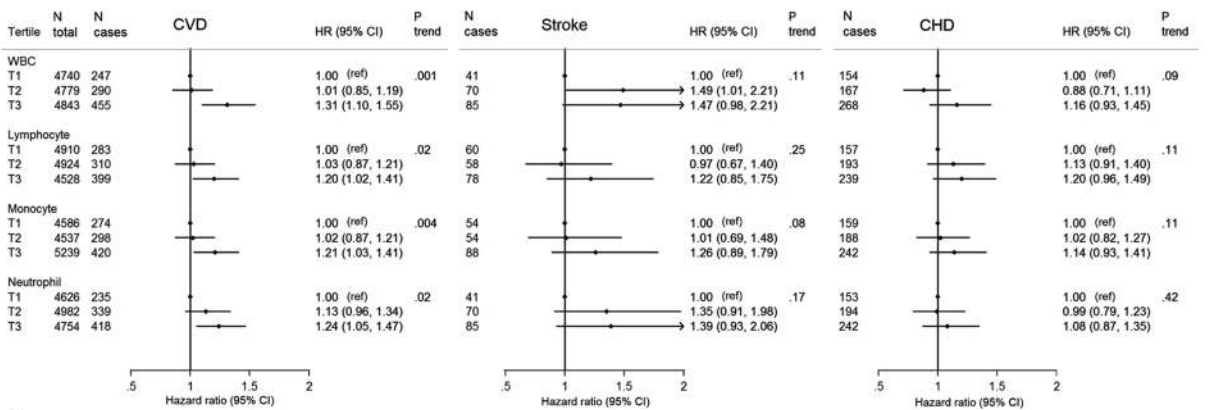 N N CVD P N Stroke P N CHD P
Tertile total cases HR (95% CI) trend cases HR (95% CI) trend cases HR (95% CI) trend
WBC
T1 4740 247 1.00 (ref) .001 41 1.00 (ref) .11 154 1.00 (ref) .09
T2 4779 290 1.01 (0.85, 1.19) 70 1.49 (1.01, 2.21) 167 0.88 (0.71, 1.11)
T3 4843 455 1.31 (1.10, 1.55) 85 1.47 (0.98, 2.21) 268 1.16 (0.93, 1.45)
Lymphocyte
T1 4910 283 1.00 (ref) .02 60 1.00 (ref) .25 157 1.00 (ref) .11
T2 4924 310 1.03 (0.87, 1.21) 58 0.97 (0.67, 1.40) 193 1.13 (0.91, 1.40)
T3 4528 399 1.20 (1.02, 1.41) 78 1.22 (0.85, 1.75) 239 1.20 (0.96, 1.49)
Monocyte
T1 4586 274 1.00 (ref) .004 54 1.00 (ref) .08 159 1.00 (ref) .11
T2 4537 298 1.02 (0.87, 1.21) 54 1.01 (0.69, 1.48) 188 1.02 (0.82, 1.27)
T3 5239 420 1.21 (1.03, 1.41) 88 1.26 (0.89, 1.79) 242 1.14 (0.93, 1.41)
Neutrophil
T1 4626 235 1.00 (ref) .02 41 1.00 (ref) .17 153 1.00 (ref) .42
T2 4982 339 1.13 (0.96, 1.34) 70 1.35 (0.91, 1.98) 194 0.99 (0.79, 1.23)
T3 4754 418 1.24 (1.05, 1.47) 85 1.39 (0.93, 2.06) 242 1.08 (0.87, 1.35)
.5 1 1.5 2 .5 1 1.5 2 .5 1 1.5 2
Hazard ratio (95% CI) Hazard ratio (95% CI) Hazard ratio (95% CI)